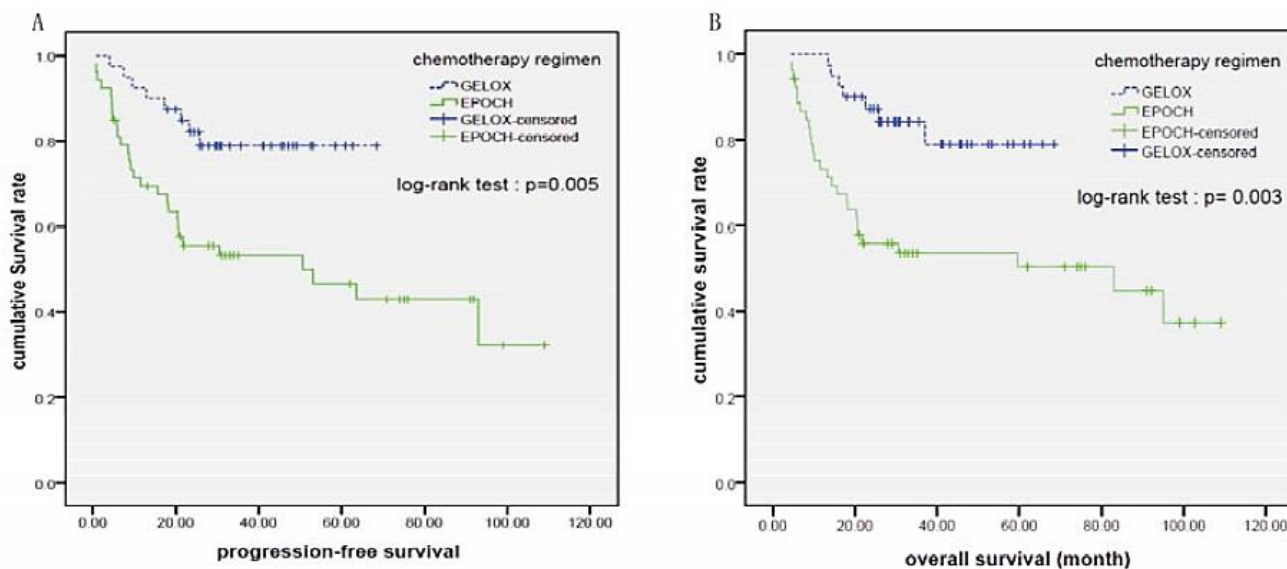 A
cumulative Survival rate
1.0
0.8
0.6
0.4
0.2
0.0
chemotherapy regimen
GELOX
EPOCH
GELOX-censored
EPOCH-censored
log-rank test : p=0.005
0.00 20.00 40.00 60.00 80.00 100.00 120.00
progression-free survival
B
cumulative survival rate
1.0
0.8
0.6
0.4
0.2
0.0
chemotherapy regimen
GELOX
EPOCH
EPOCH-censored
GELOX-censored
log-rank test : p= 0.003
0.00 20.00 40.00 60.00 80.00 100.00 120.00
overall survival (month)